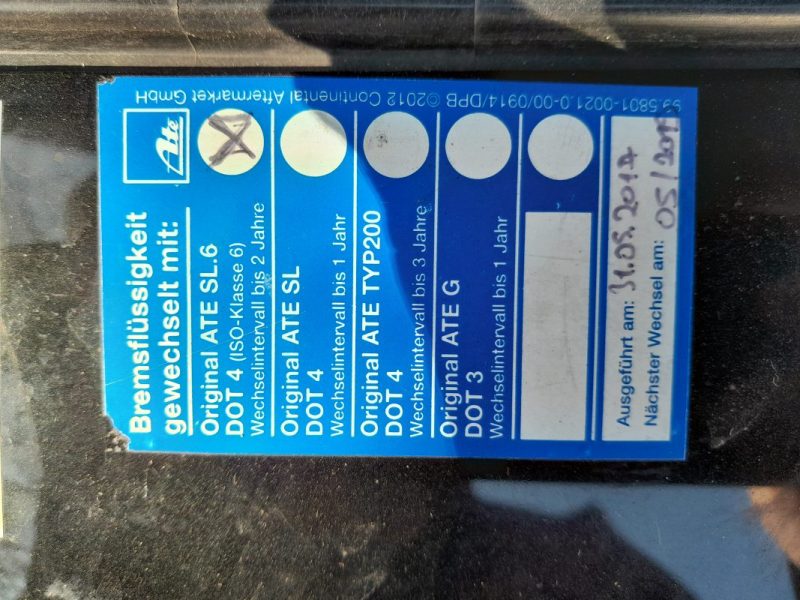 Ate
Bremsflüssigkeit
gewechselt mit:
Original ATE SL.6
DOT 4 (ISO-Klasse 6)
Wechselintervall bis 2 Jahre
Original ATE SL
DOT 4
Wechselintervall bis 1 Jahr
Original ATE TYP200
DOT 4
Wechselintervall bis 3 Jahre
Original ATE G
DOT 3
Wechselintervall bis 1 Jahr
Ausgeführt am: 31.05.2017
Nächster Wechsel am: 05/2019
99.5801-0021.0-00/0914/DPB ©2012 Continental Aftermarket GmbH